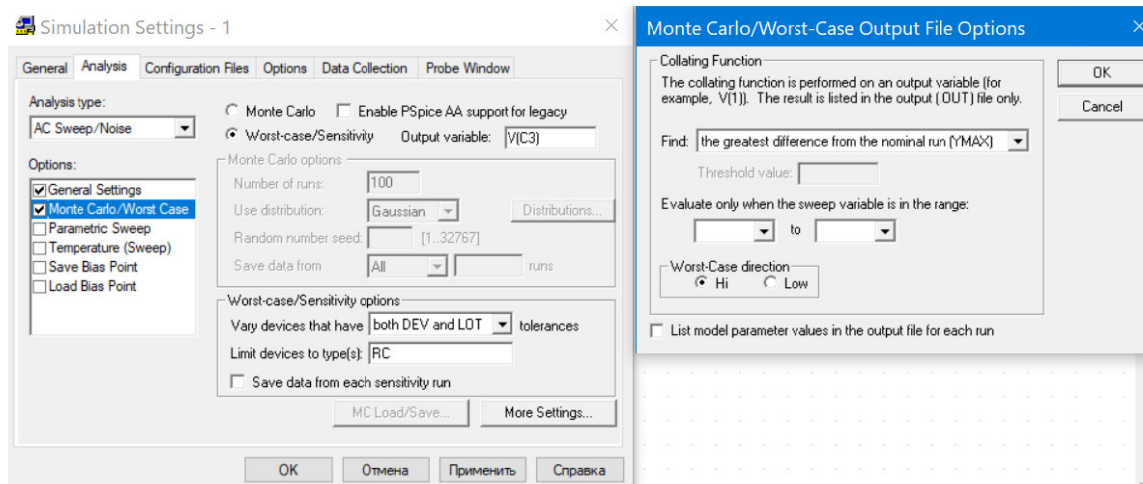 Simulation Settings - 1
General Analysis Configuration Files Options Data Collection Probe Window
Analysis type:
AC Sweep/Noise
Options:
General Settings
Monte Carlo/Worst Case
Parametric Sweep
Temperature (Sweep)
Save Bias Point
Load Bias Point
Monte Carlo Enable PSpice AA support for legacy
Worst-case/Sensitivity Output variable: V(C3)
Monte Carlo options
Number of runs: 100
Use distribution: Gaussian Distributions...
Random number seed: [1..32767]
Save data from All runs
Worst-case/Sensitivity options
Vary devices that have both DEV and LOT tolerances
Limit devices to type(s): RC
Save data from each sensitivity run
MC Load/Save... More Settings...
OK Отмена Применить Справка
Monte Carlo/Worst-Case Output File Options
Collating Function
The collating function is performed on an output variable (for
example, V(1)). The result is listed in the output (.OUT) file only.
Find: the greatest difference from the nominal run (YMAX)
Threshold value:
Evaluate only when the sweep variable is in the range:
to
Worst-Case direction
Hi Low
List model parameter values in the output file for each run
OK
Cancel